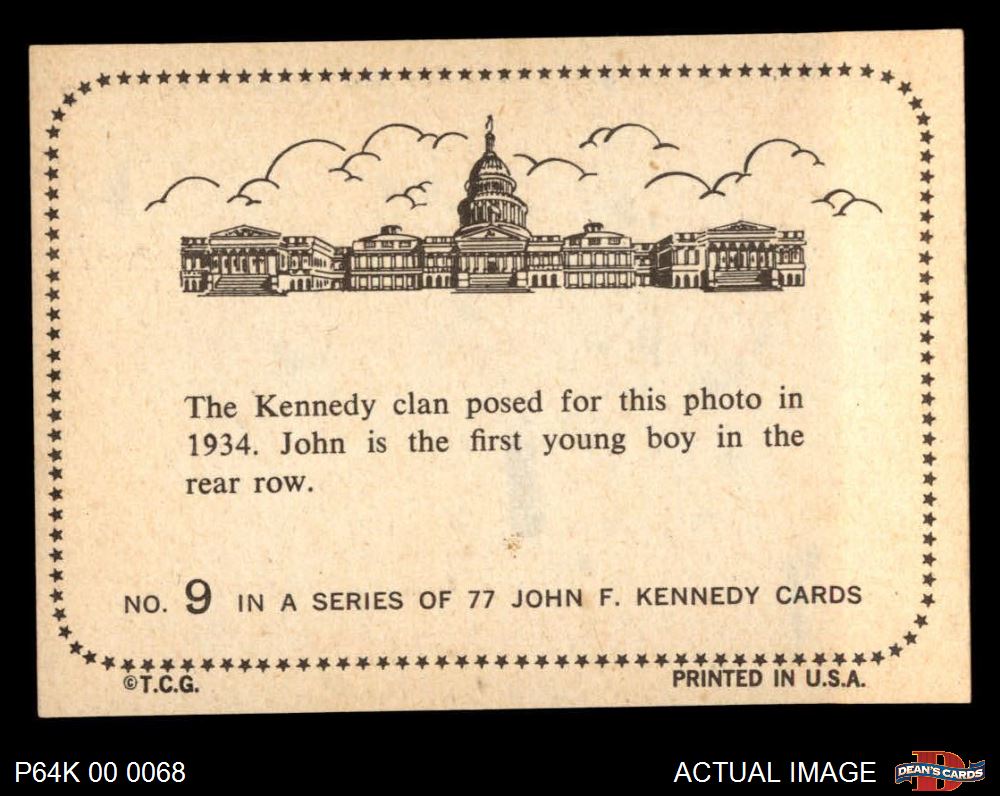 The Kennedy clan posed for this photo in
1934. John is the first young boy in the
rear row.
NO. 9 IN A SERIES OF 77 JOHN F. KENNEDY CARDS
©T.C.G. PRINTED IN U.S.A.
P64K 00 0068 ACTUAL IMAGE D DEAN'S CARDS